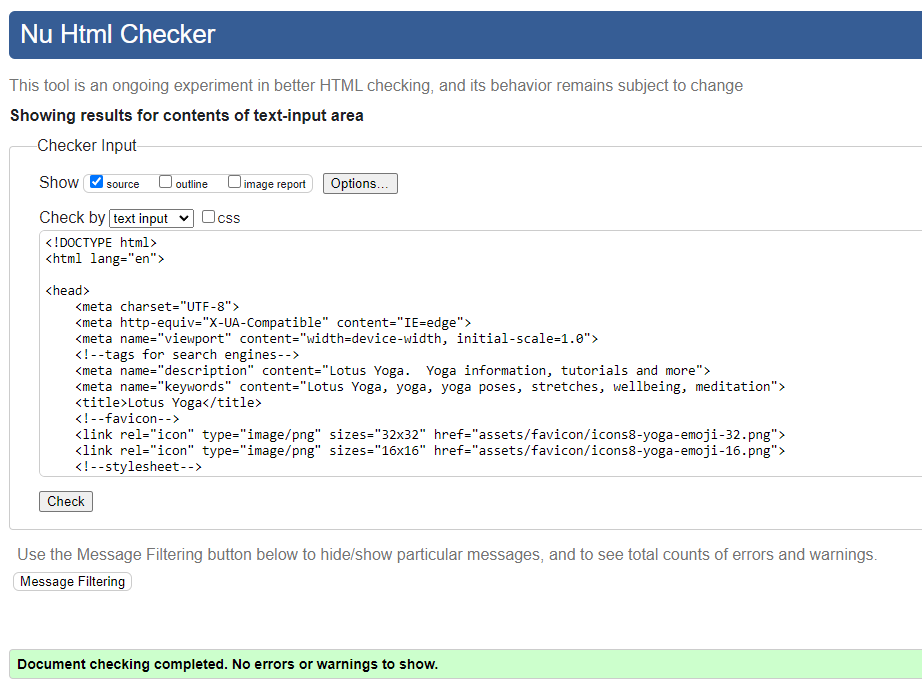 Nu Html Checker
This tool is an ongoing experiment in better HTML checking, and its behavior remains subject to change
Showing results for contents of text-input area
Checker Input
Show source outline image report Options...
Check by text input css
<!DOCTYPE html>
<html lang="en">
<head>
<meta charset="UTF-8">
<meta http-equiv="X-UA-Compatible" content="IE=edge">
<meta name="viewport" content="width=device-width, initial-scale=1.0">
<!--tags for search engines-->
<meta name="description" content="Lotus Yoga.  Yoga information, tutorials and more">
<meta name="keywords" content="Lotus Yoga, yoga, yoga poses, stretches, wellbeing, meditation">
<title>Lotus Yoga</title>
<!--favicon-->
<link rel="icon" type="image/png" sizes="32x32" href="assets/favicon/icons8-yoga-emoji-32.png">
<link rel="icon" type="image/png" sizes="16x16" href="assets/favicon/icons8-yoga-emoji-16.png">
<!--stylesheet-->
Check
Use the Message Filtering button below to hide/show particular messages, and to see total counts of errors and warnings.
Message Filtering
Document checking completed. No errors or warnings to show.